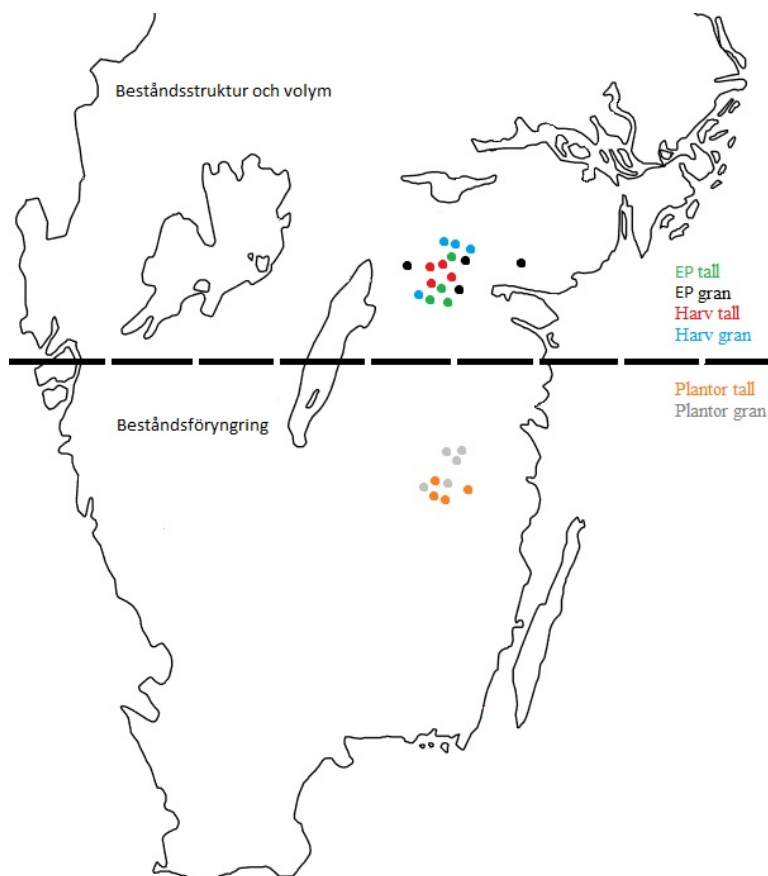 Beståndsstruktur och volym
EP tall
EP gran
Harv tall
Harv gran
Plantor tall
Plantor gran
Beståndsföryngring